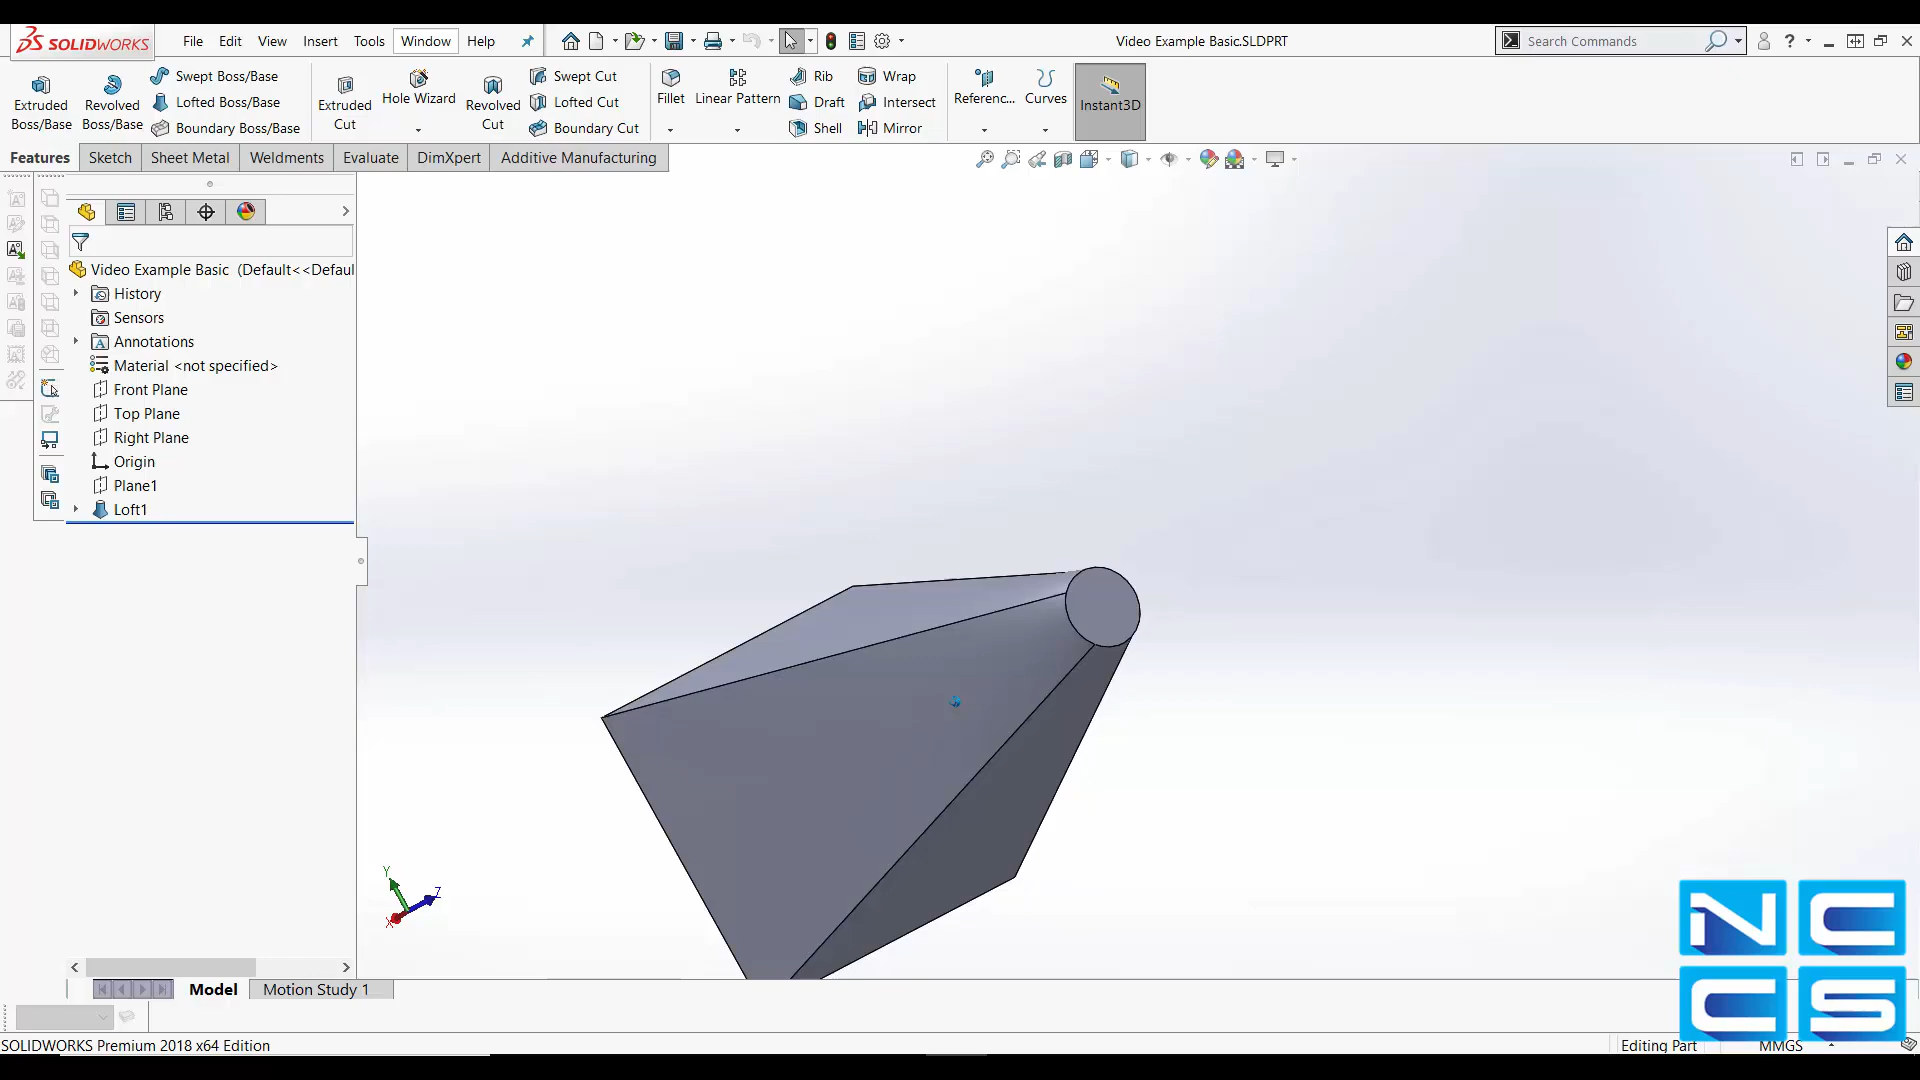 SOLIDWORKS File Edit View Insert Tools Window Help Video Example Basic.SLDPRT Search Commands ?
Extruded Boss/Base
Revolved Boss/Base
Swept Boss/Base
Lofted Boss/Base
Boundary Boss/Base
Extruded Cut
Hole Wizard
Revolved Cut
Swept Cut
Lofted Cut
Boundary Cut
Fillet
Linear Pattern
Rib
Draft
Shell
Wrap
Intersect
Mirror
Referenc...
Curves
Instant3D
Features Sketch Sheet Metal Weldments Evaluate DimXpert Additive Manufacturing
Video Example Basic (Default<<Defaul
History
Sensors
Annotations
Material <not specified>
Front Plane
Top Plane
Right Plane
Origin
Plane1
Loft1
Y
Z
X
Model Motion Study 1
NC
CS
SOLIDWORKS Premium 2018 x64 Edition Editing Part MMGS